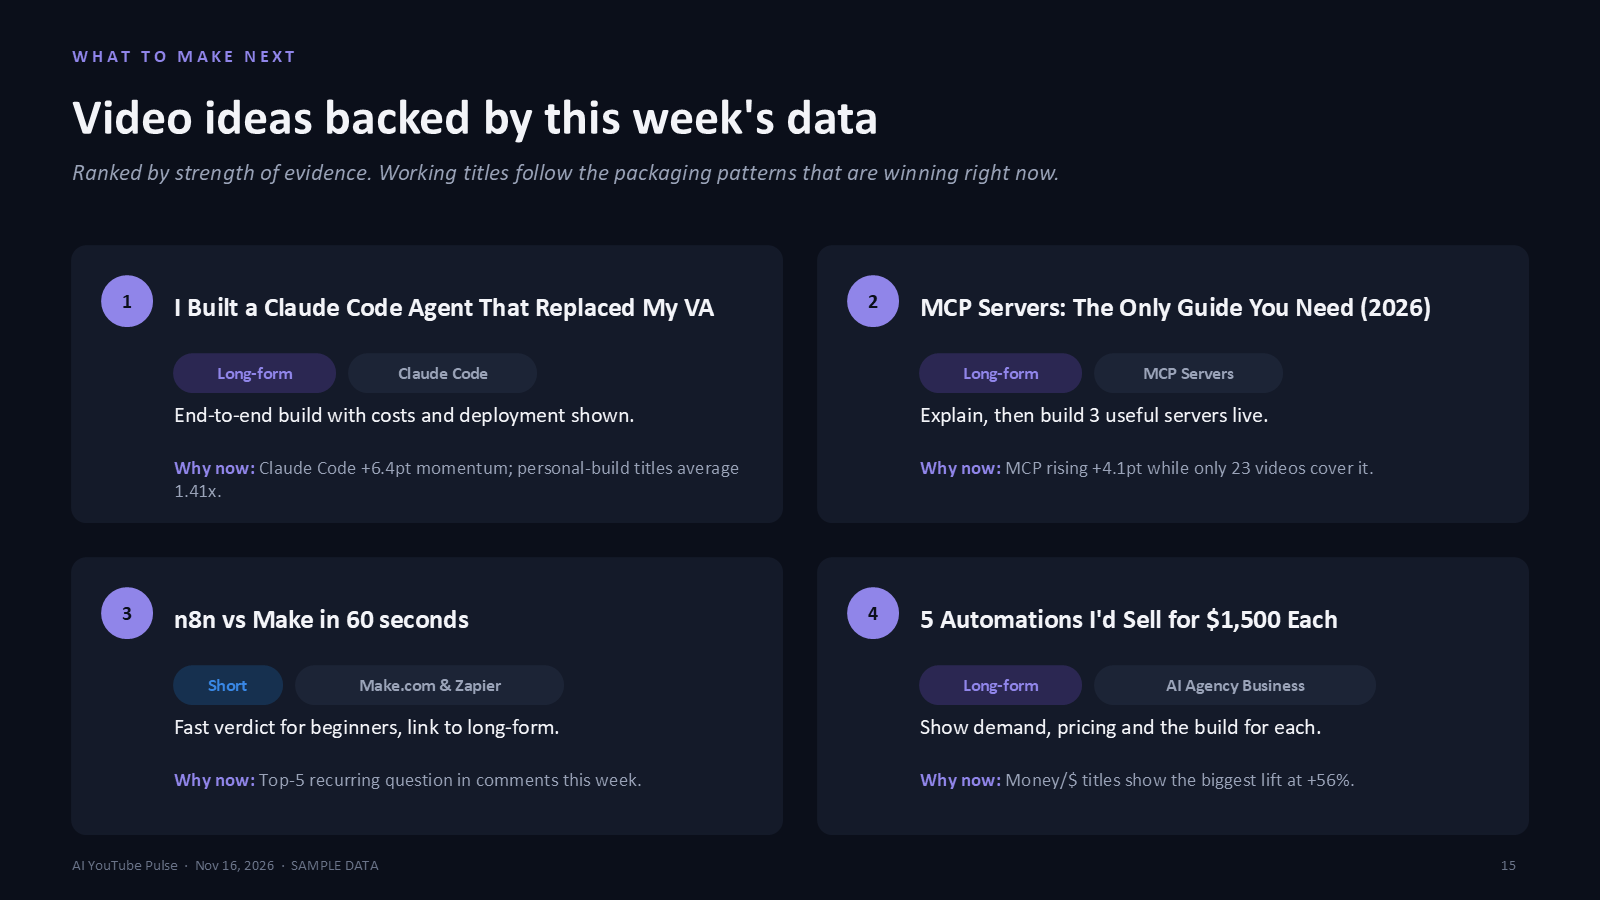 WHAT TO MAKE NEXT
Video ideas backed by this week's data
Ranked by strength of evidence. Working titles follow the packaging patterns that are winning right now.
1
I Built a Claude Code Agent That Replaced My VA
Long-form
Claude Code
End-to-end build with costs and deployment shown.
Why now: Claude Code +6.4pt momentum; personal-build titles average
1.41x.
2
MCP Servers: The Only Guide You Need (2026)
Long-form
MCP Servers
Explain, then build 3 useful servers live.
Why now: MCP rising +4.1pt while only 23 videos cover it.
3
n8n vs Make in 60 seconds
Short
Make.com & Zapier
Fast verdict for beginners, link to long-form.
Why now: Top-5 recurring question in comments this week.
4
5 Automations I'd Sell for $1,500 Each
Long-form
AI Agency Business
Show demand, pricing and the build for each.
Why now: Money/$ titles show the biggest lift at +56%.
AI YouTube Pulse · Nov 16, 2026 · SAMPLE DATA
15